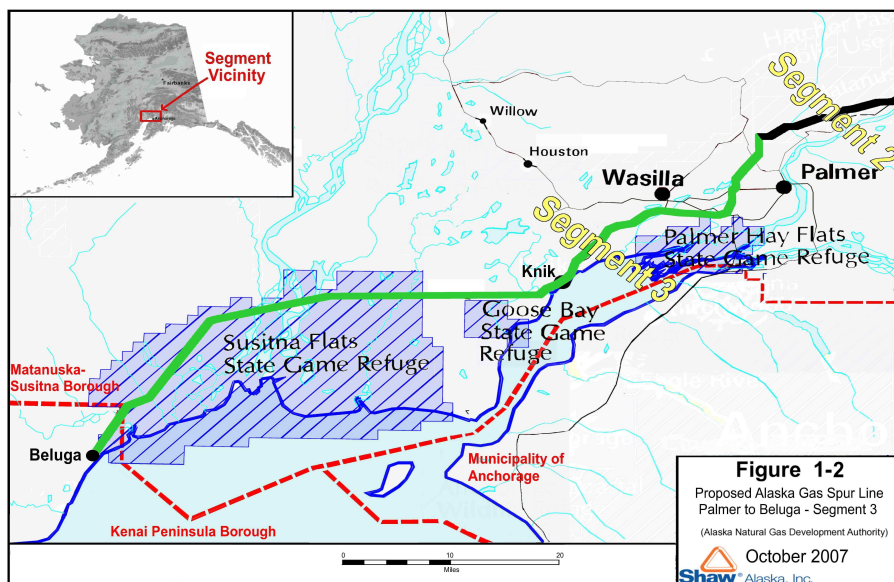 Segment
Vicinity
Fairbanks
Segment 2
Willow
Houston
Wasilla
Palmer
Segment 3
Palmer Hay Flats
State Game Refuge
Knik
Goose Bay
State Game
Refuge
Susitna Flats
State Game Refuge
Matanuska-
Susitna Borough
Beluga
Municipality of
Anchorage
Kenai Peninsula Borough
Figure 1-2
Proposed Alaska Gas Spur Line
Palmer to Beluga - Segment 3
(Alaska Natural Gas Development Authority)
October 2007
Shaw® Alaska, Inc.
0 10 20
Miles